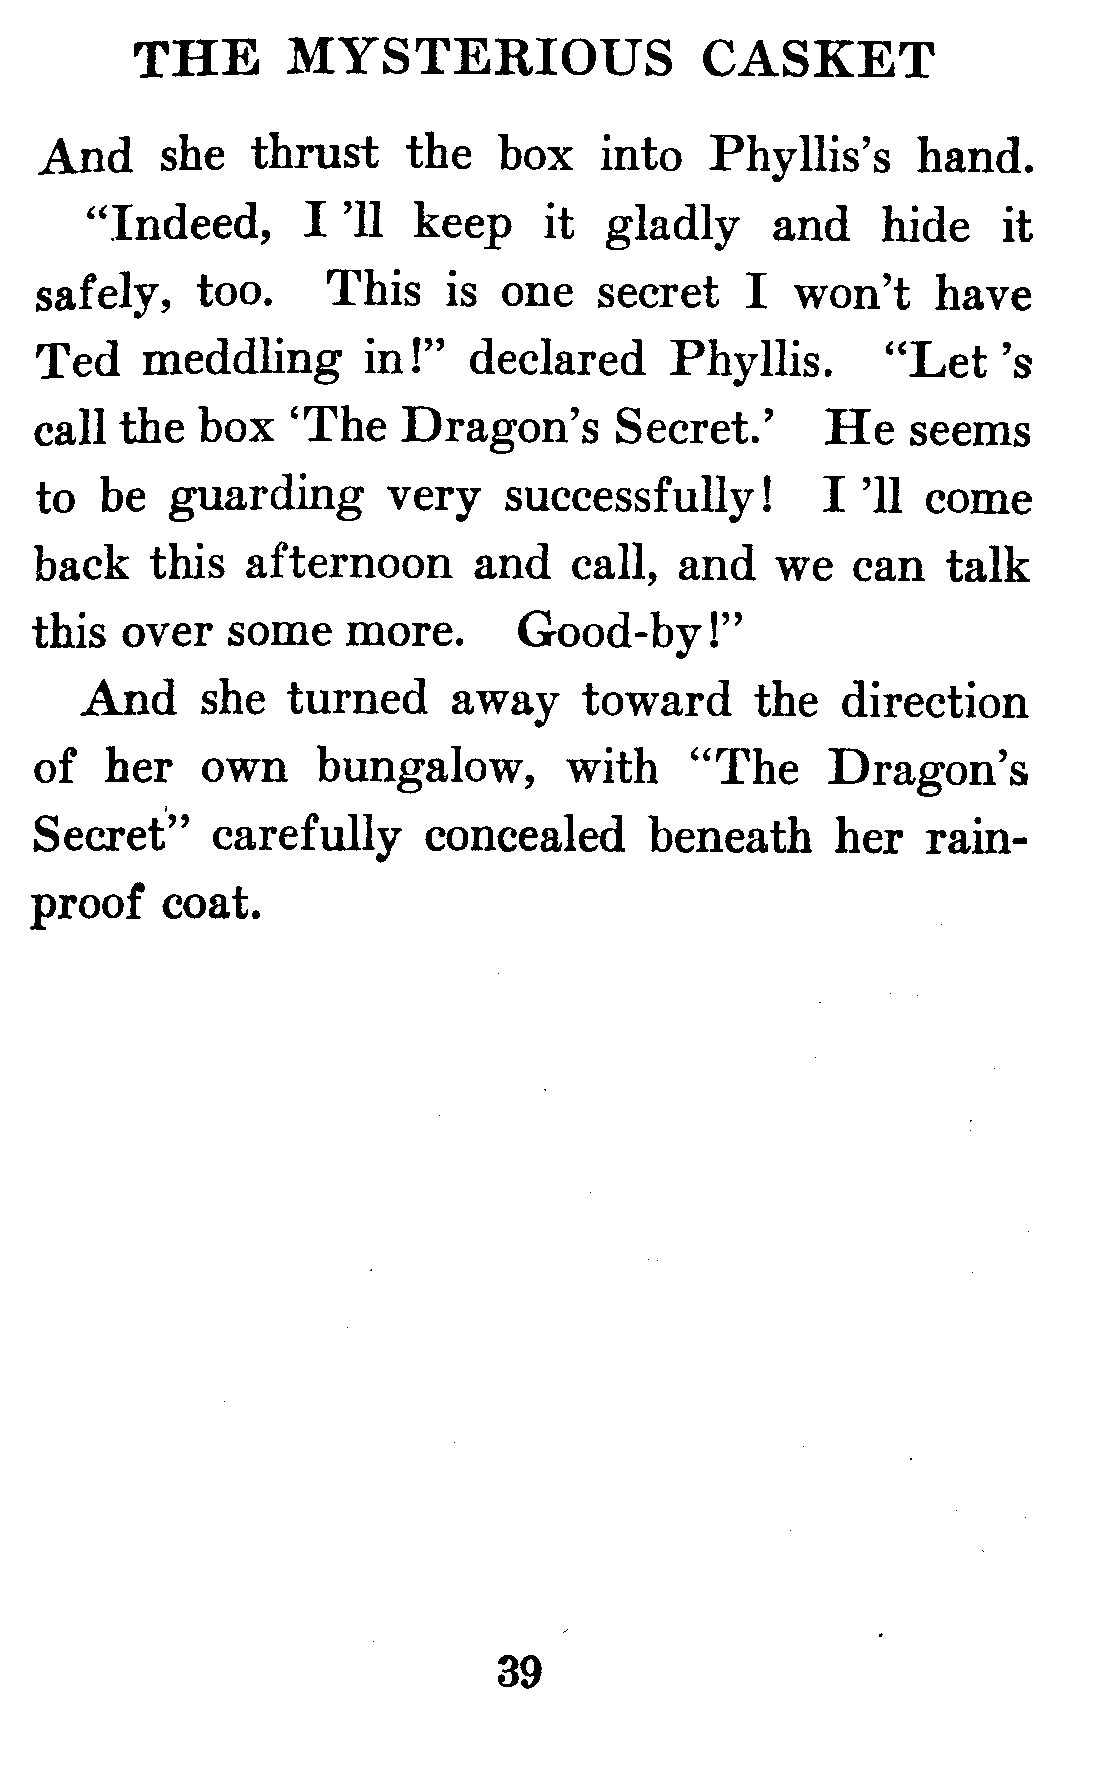 THE MYSTERIOUS CASKET
And she thrust the box into Phyllis's hand.
“Indeed, I 'll keep it gladly and hide it
safely, too. This is one secret I won't have
Ted meddling in!” declared Phyllis. “Let 's
call the box ‘The Dragon's Secret.’ He seems
to be guarding very successfully! I 'll come
back this afternoon and call, and we can talk
this over some more. Good-by!”
And she turned away toward the direction
of her own bungalow, with “The Dragon's
Secret” carefully concealed beneath her rain-
proof coat.
39